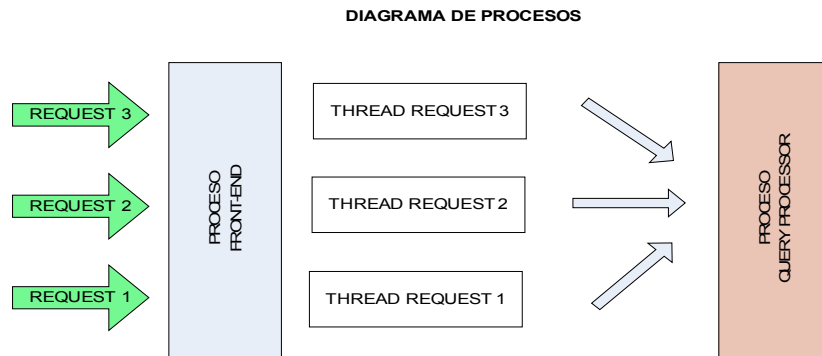 DIAGRAMA DE PROCESOS
REQUEST 3
THREAD REQUEST 3
REQUEST 2
THREAD REQUEST 2
REQUEST 1
THREAD REQUEST 1
PROCESO
FRONT-END
PROCESO
QUERY PROCESSOR